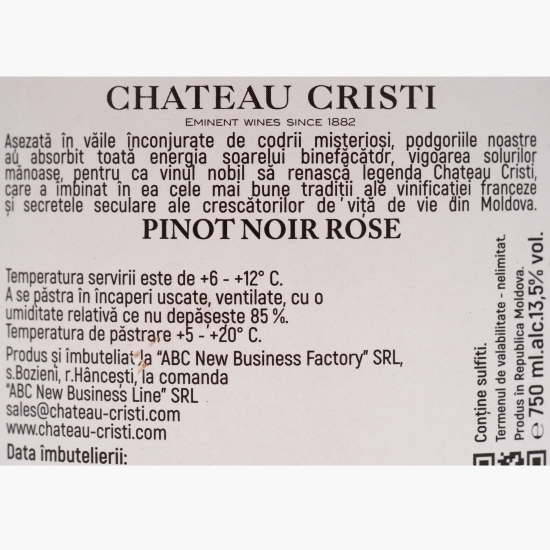 CHATEAU CRISTI
EMINENT WINES SINCE 1882
Așezată în văile înconjurate de codrii misterioși, podgoriile noastre
au absorbit toată energia soarelui binefăcător, vigoarea solurilor
mănoase, pentru ca vinul nobil să renască legenda Chateau Cristi,
care a îmbinat în ea cele mai bune tradiții ale vinificației franceze
și secretele seculare ale crescătorilor de viță de vie din Moldova.
PINOT NOIR ROSE
Temperatura servirii este de +6 - +12° C.
A se păstra în încaperi uscate, ventilate, cu o
umiditate relativă ce nu depășește 85 %.
Temperatura de păstrare +5 - +20° C.
Produs și îmbuteliat la “ABC New Business Factory” SRL,
s.Bozieni, r.Hâncești, la comanda
“ABC New Business Line” SRL
sales@chateau-cristi.com
www.chateau-cristi.com
Data îmbutelierii:
Conține sulfiti.
Termenul de valabilitate - nelimitat.
Produs în Republica Moldova.
℮ 750 ml.alc.13,5% vol.